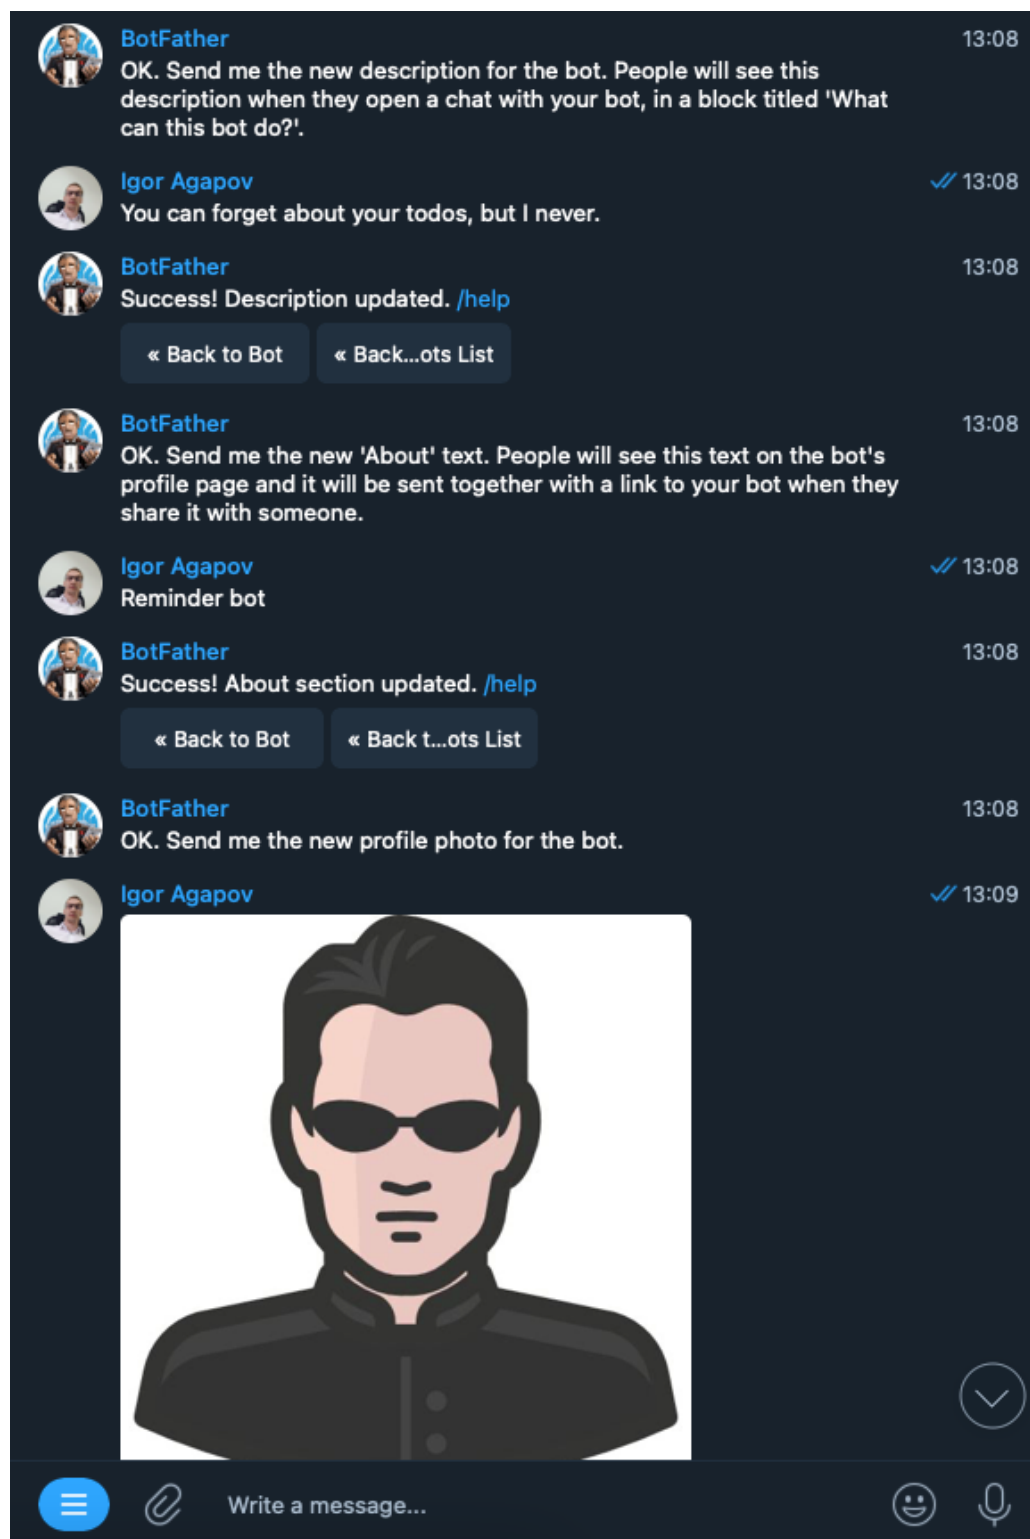 BotFather 13:08
OK. Send me the new description for the bot. People will see this
description when they open a chat with your bot, in a block titled 'What
can this bot do?'.
Igor Agapov 13:08
You can forget about your todos, but I never.
BotFather 13:08
Success! Description updated. /help
« Back to Bot « Back...ots List
BotFather 13:08
OK. Send me the new 'About' text. People will see this text on the bot's
profile page and it will be sent together with a link to your bot when they
share it with someone.
Igor Agapov 13:08
Reminder bot
BotFather 13:08
Success! About section updated. /help
« Back to Bot « Back t...ots List
BotFather 13:08
OK. Send me the new profile photo for the bot.
Igor Agapov 13:09
Write a message...